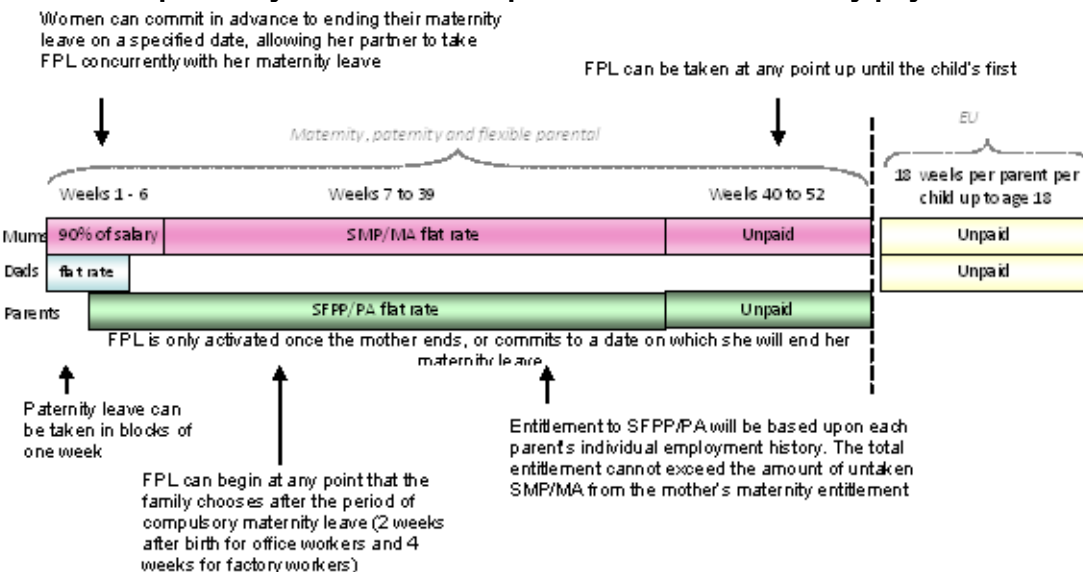 Women can commit in advance to ending their maternity
leave on a specified date, allowing her partner to take
FPL concurrently with her maternity leave
FPL can be taken at any point up until the child's first
Maternity, paternity and flexible parental
EU
Weeks 1 - 6
Weeks 7 to 39
Weeks 40 to 52
18 weeks per parent per
child up to age 18
Mums
90% of salary
SMP/MA flat rate
Unpaid
Unpaid
Dads
flat rate
Unpaid
Parents
SFPP/PA flat rate
Unpaid
FPL is only activated once the mother ends, or commits to a date on which she will end her
maternity leave
Paternity leave can
be taken in blocks of
one week
FPL can begin at any point that the
family chooses after the period of
compulsory maternity leave (2 weeks
after birth for office workers and 4
weeks for factory workers)
Entitlement to SFPP/PA will be based upon each
parent's individual employment history. The total
entitlement cannot exceed the amount of untaken
SMP/MA from the mother's maternity entitlement